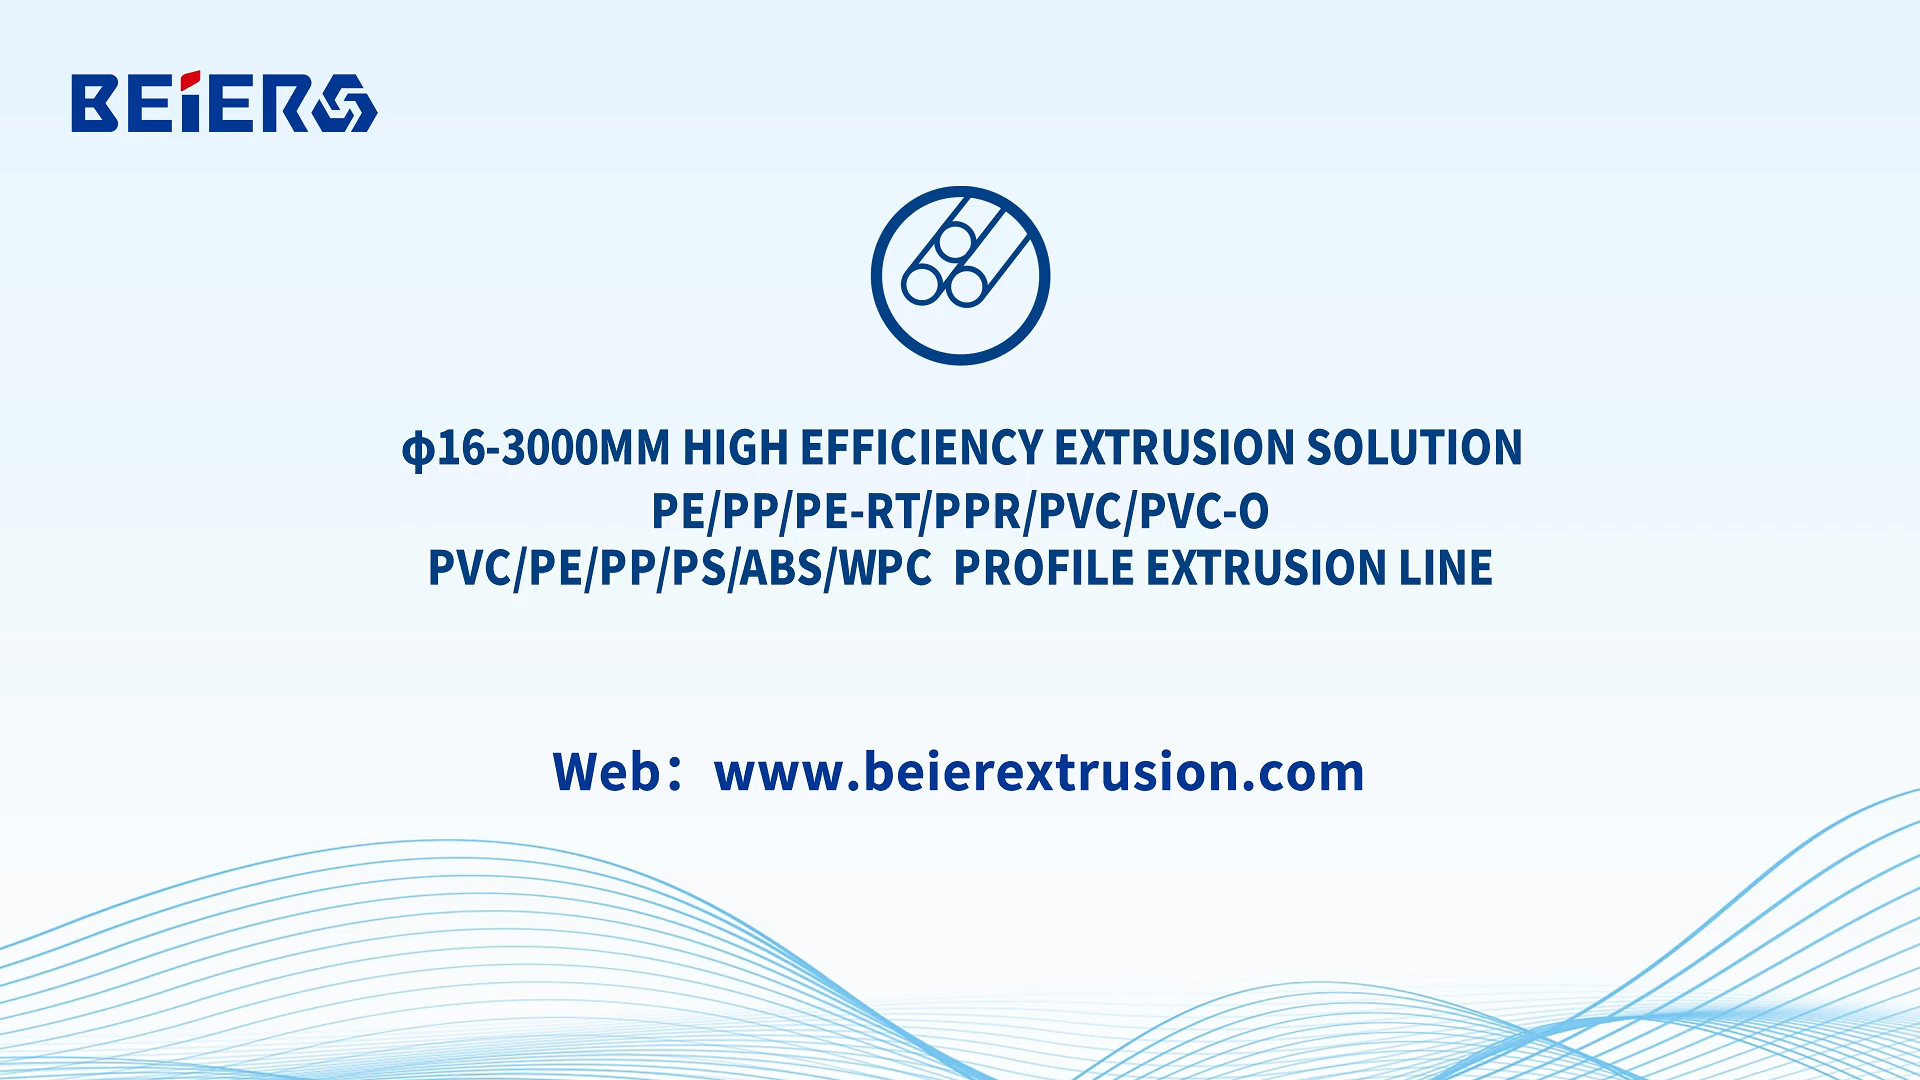 BEiER
φ16-3000MM HIGH EFFICIENCY EXTRUSION SOLUTION
PE/PP/PE-RT/PPR/PVC/PVC-O
PVC/PE/PP/PS/ABS/WPC PROFILE EXTRUSION LINE
Web：www.beierextrusion.com